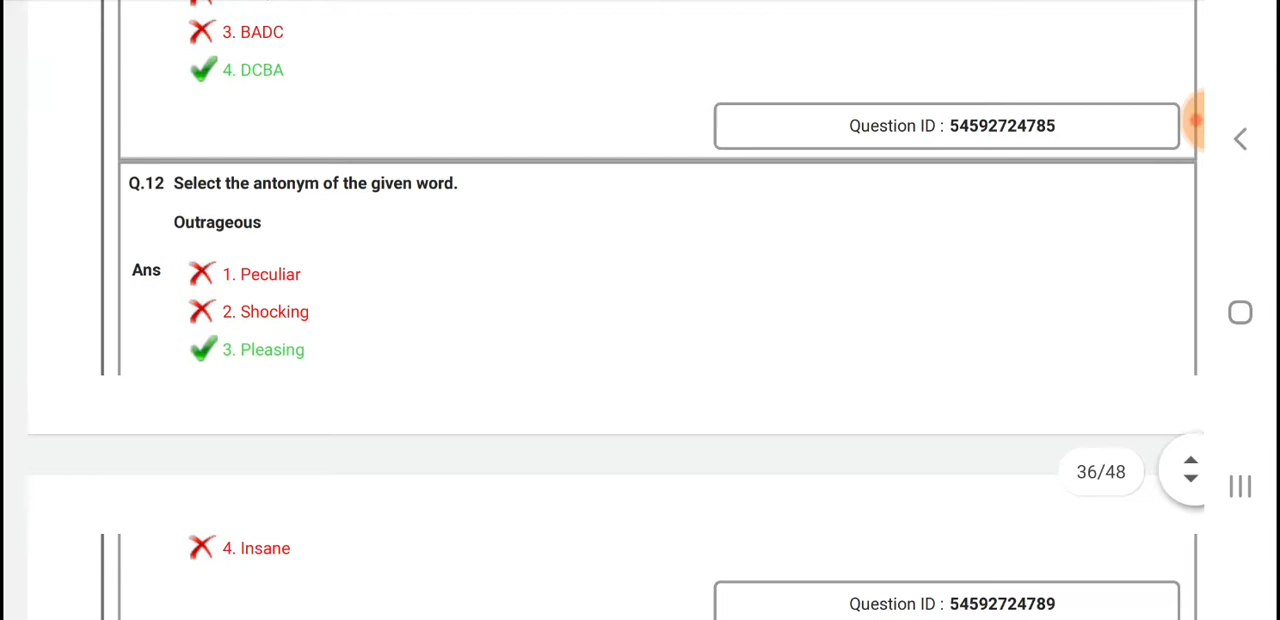 3. BADC
4. DCBA
Question ID : 54592724785
Q.12 Select the antonym of the given word.
Outrageous
Ans 1. Peculiar
2. Shocking
3. Pleasing
36/48
4. Insane
Question ID : 54592724789